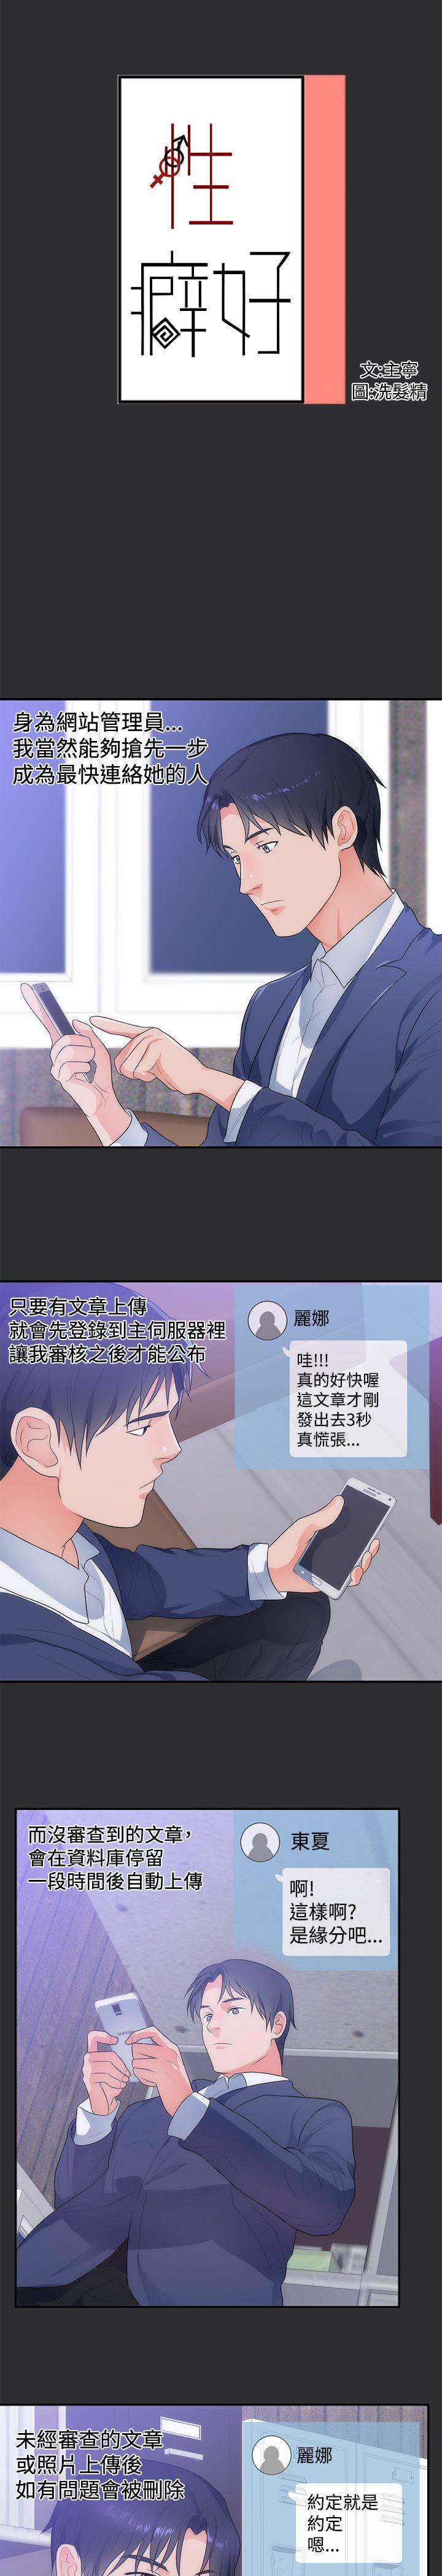 性
癖好
文:主寧
圖:洗髮精
身為網站管理員...
我當然能夠搶先一步
成為最快連絡她的人
只要有文章上傳
就會先登錄到主伺服器裡
讓我審核之後才能公布
麗娜
哇!!!
真的好快喔
這文章才剛
發出去3秒
真慌張...
而沒審查到的文章,
會在資料庫停留
一段時間後自動上傳
東夏
啊!
這樣啊?
是緣分吧...
未經審查的文章
或照片上傳後
如有問題會被刪除
麗娜
約定就是
約定
嗯...